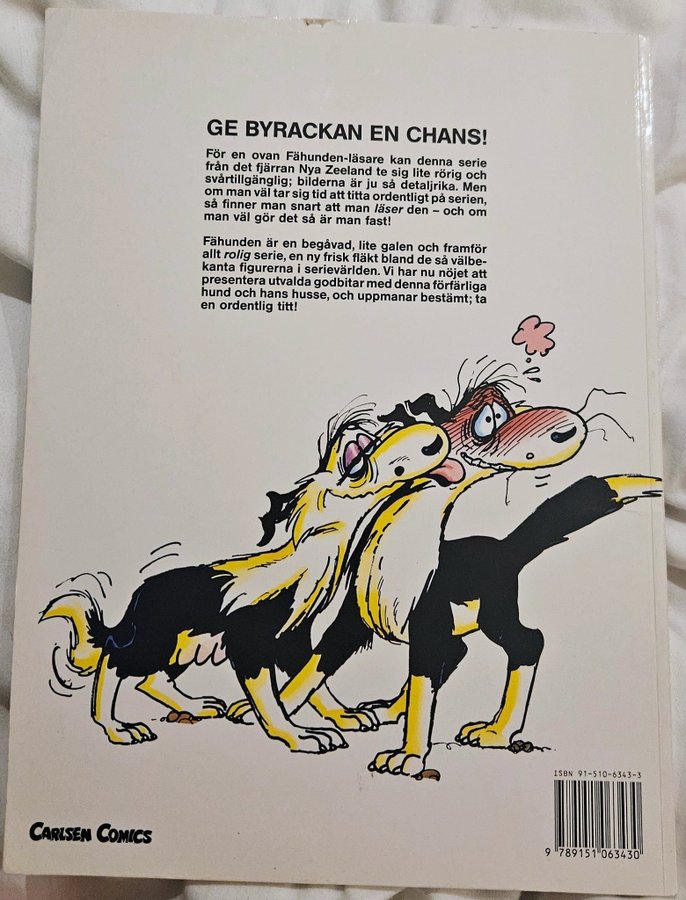 GE BYRACKAN EN CHANS!
För en ovan Fähunden-läsare kan denna serie
från det fjärran Nya Zeeland te sig lite rörig och
svårtillgänglig; bilderna är ju så detaljrika. Men
om man väl tar sig tid att titta ordentligt på serien,
så finner man snart att man läser den – och om
man väl gör det så är man fast!
Fähunden är en begåvad, lite galen och framför
allt rolig serie, en ny frisk fläkt bland de så välbe-
kanta figurerna i serievärlden. Vi har nu nöjet att
presentera utvalda godbitar med denna förfärliga
hund och hans husse, och uppmanar bestämt; ta
en ordentlig titt!
ISBN 91-510-6343-3
9 789151 063430
CARLSEN COMICS